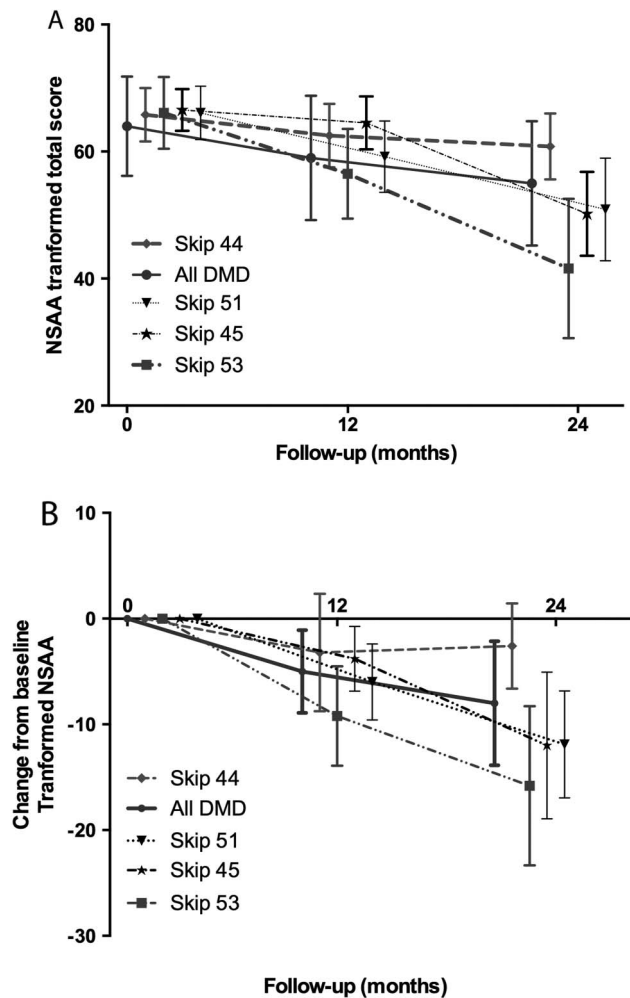 A
NSAA tranformed total score
80
60
40
20
Skip 44
All DMD
Skip 51
Skip 45
Skip 53
0
12
24
Follow-up (months)
B
Change from baseline
Tranformed NSAA
10
0
-10
-20
-30
0
12
24
Skip 44
All DMD
Skip 51
Skip 45
Skip 53
Follow-up (months)